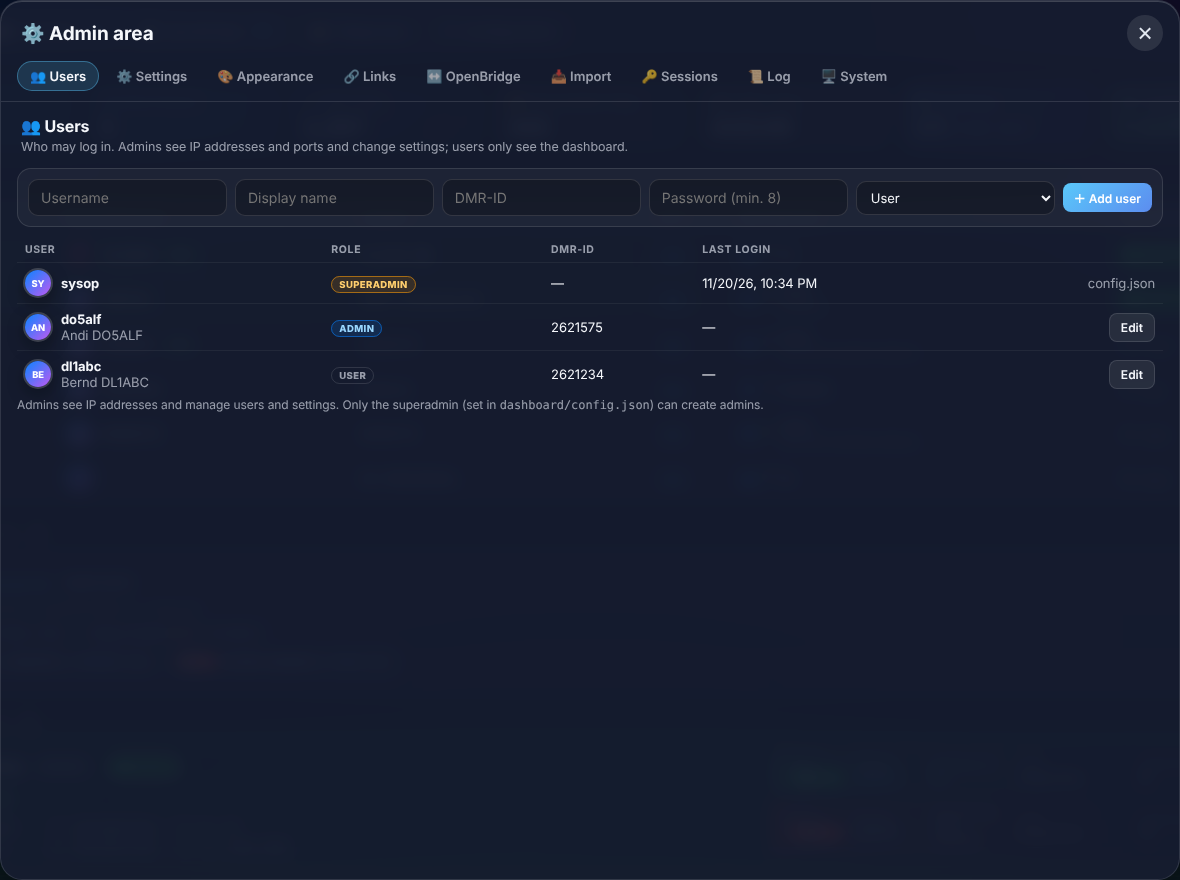 ⚙️ Admin area
✕
👥 Users ⚙️ Settings 🎨 Appearance 🔗 Links ↔️ OpenBridge 📥 Import 🔑 Sessions 📜 Log 🖥️ System
👥 Users
Who may log in. Admins see IP addresses and ports and change settings; users only see the dashboard.
Username Display name DMR-ID Password (min. 8) User + Add user
USER ROLE DMR-ID LAST LOGIN
SY sysop SUPERADMIN — 11/20/26, 10:34 PM config.json
AN do5alf ADMIN 2621575 — Edit
Andi DO5ALF
BE dl1abc USER 2621234 — Edit
Bernd DL1ABC
Admins see IP addresses and manage users and settings. Only the superadmin (set in dashboard/config.json) can create admins.